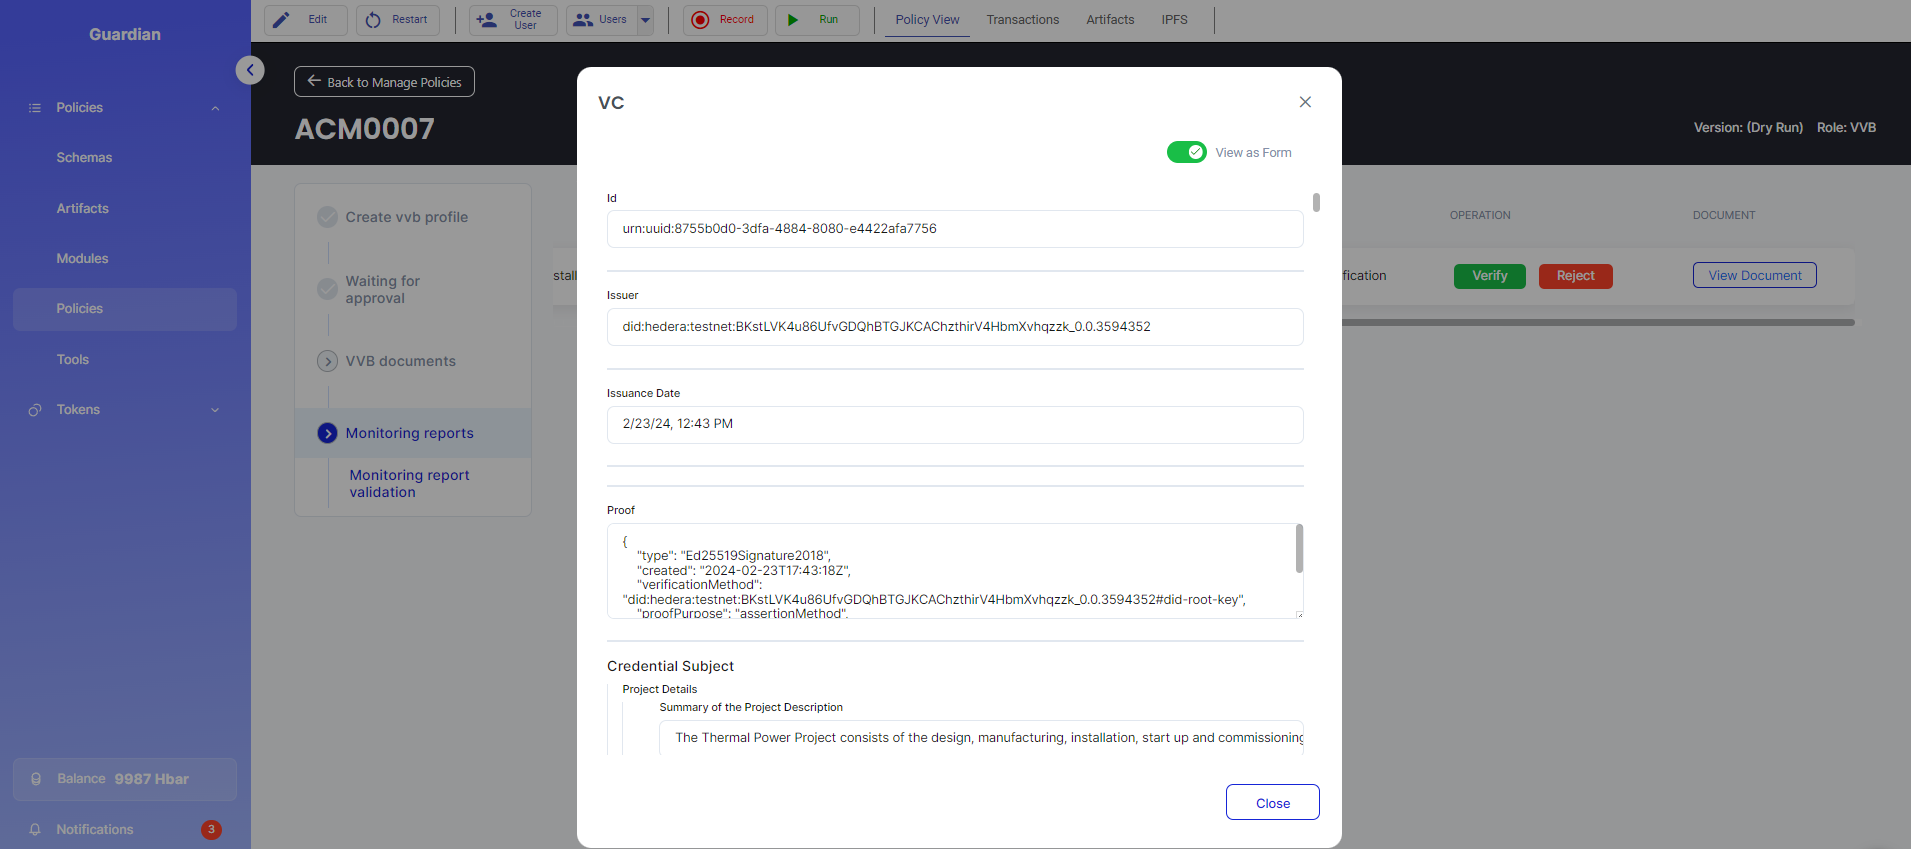 Guardian
Policies
Schemas
Artifacts
Modules
Policies
Tools
Tokens
Balance 9987 Hbar
Notifications 3
Edit
Restart
Create
User
Users
Record
Run
Policy View
Transactions
Artifacts
IPFS
Back to Manage Policies
ACM0007
Version: (Dry Run) Role: VVB
Create vvb profile
Waiting for
approval
VVB documents
Monitoring reports
Monitoring report
validation
OPERATION
DOCUMENT
stall
fication
Verify
Reject
View Document
VC
View as Form
Id
urn:uuid:8755b0d0-3dfa-4884-8080-e4422afa7756
Issuer
did:hedera:testnet:BKstLVK4u86UfvGDQhBTGJKCAChzthirV4HbmXvhqzzk_0.0.3594352
Issuance Date
2/23/24, 12:43 PM
Proof
{
"type": "Ed25519Signature2018",
"created": "2024-02-23T17:43:18Z",
"verificationMethod":
"did:hedera:testnet:BKstLVK4u86UfvGDQhBTGJKCAChzthirV4HbmXvhqzzk_0.0.3594352#did-root-key",
"proofPurpose": "assertionMethod",
Credential Subject
Project Details
Summary of the Project Description
The Thermal Power Project consists of the design, manufacturing, installation, start up and commissioning
Close